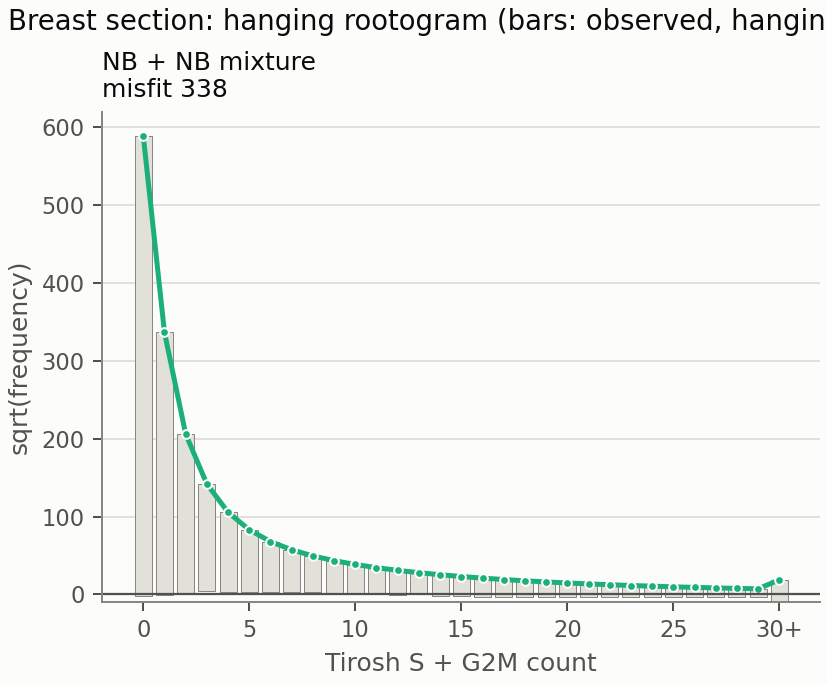 Breast section: hanging rootogram (bars: observed, hangin
NB + NB mixture
misfit 338
600
500
400
300
200
100
0
sqrt(frequency)
0 5 10 15 20 25 30+
Tirosh S + G2M count